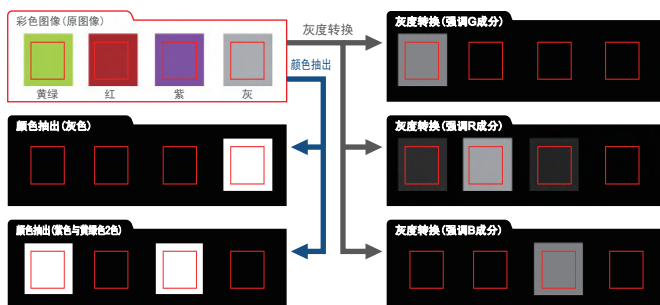 彩色图像(原图像)
黄绿
红
紫
灰
灰度转换
颜色抽出
灰度转换(强调G成分)
颜色抽出(灰色)
灰度转换(强调R成分)
颜色抽出(紫色与黄绿色2色)
灰度转换(强调B成分)